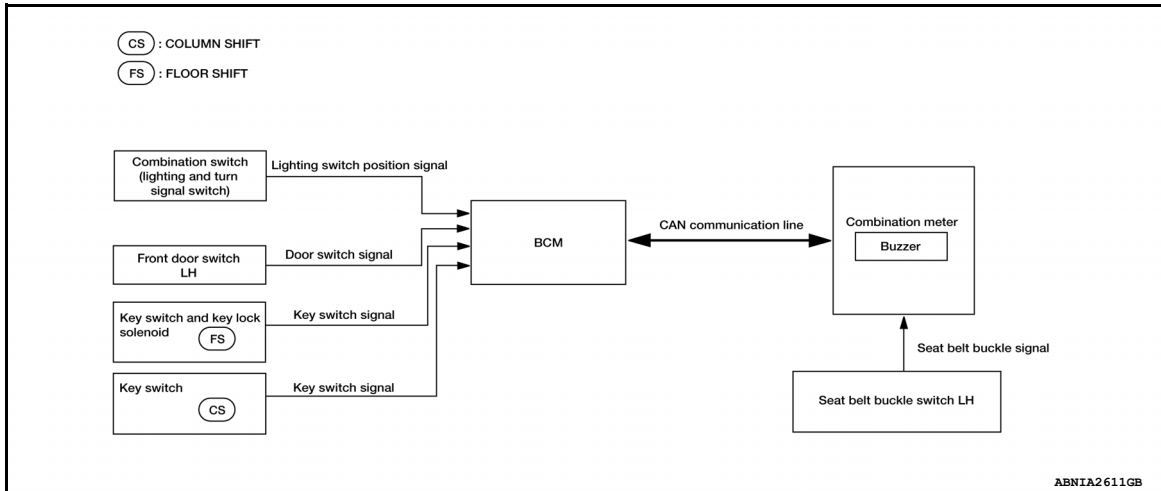 CS : COLUMN SHIFT
FS : FLOOR SHIFT
Combination switch
(lighting and turn
signal switch)
Lighting switch position signal
Front door switch
LH
Door switch signal
Key switch and key lock
solenoid
FS
Key switch signal
Key switch
CS
Key switch signal
BCM
CAN communication line
Combination meter
Buzzer
Seat belt buckle signal
Seat belt buckle switch LH
ABNIA2611GB